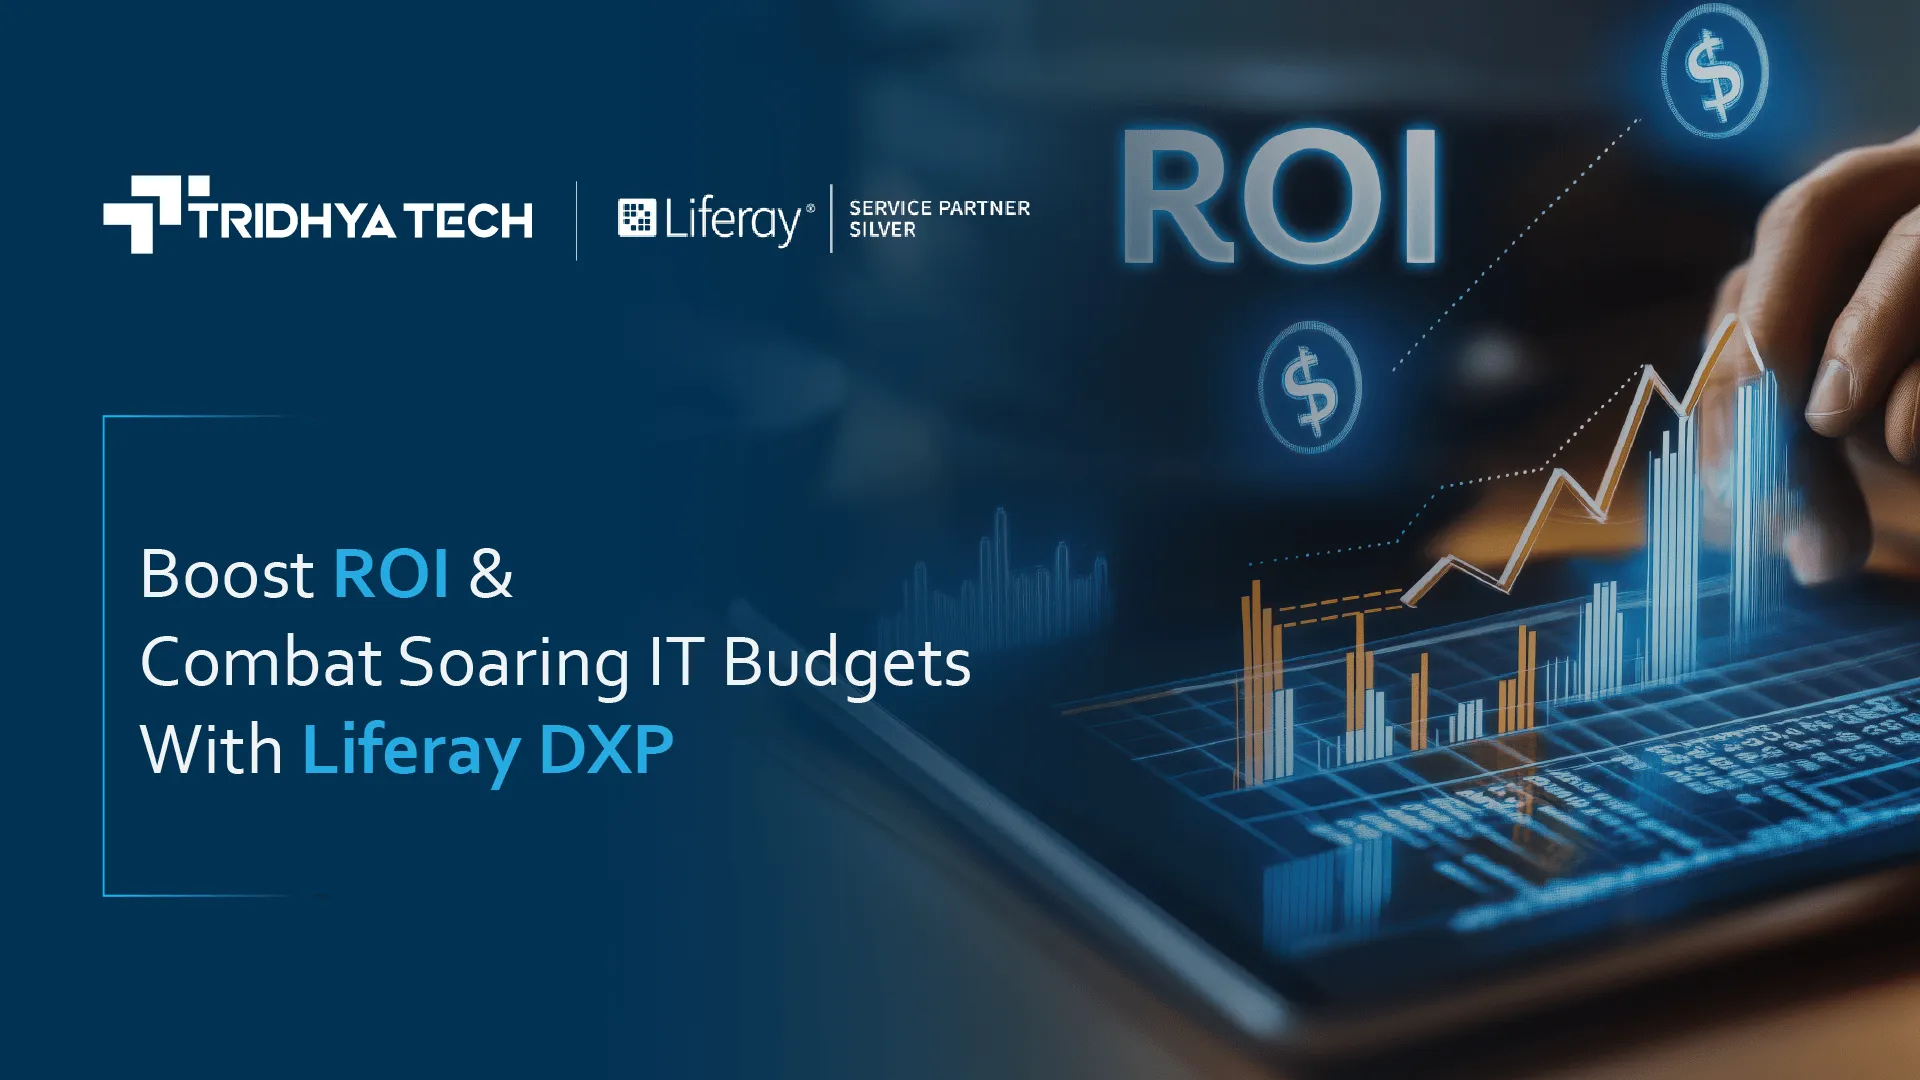 TRIDHYA TECH
Liferay®
SERVICE PARTNER
SILVER
ROI
Boost ROI &
Combat Soaring IT Budgets
With Liferay DXP
$
$